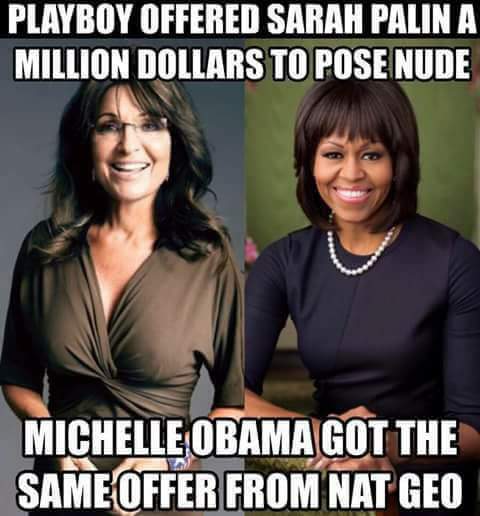 PLAYBOY OFFERED SARAH PALIN A
MILLION DOLLARS TO POSE NUDE
MICHELLE OBAMA GOT THE
SAME OFFER FROM NAT GEO